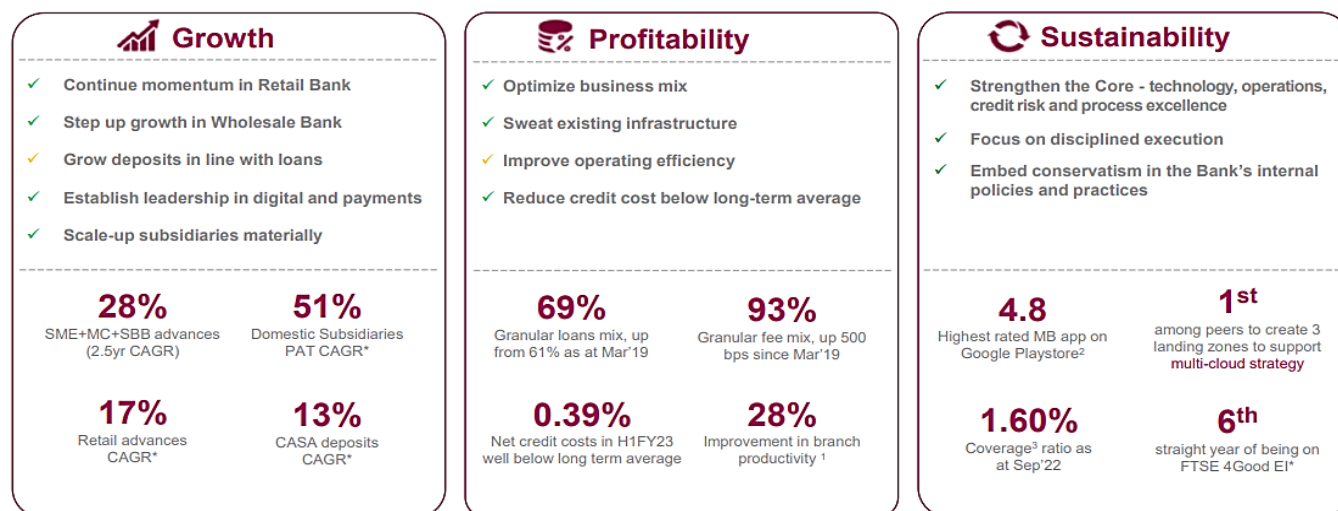 Growth
✓ Continue momentum in Retail Bank
✓ Step up growth in Wholesale Bank
✓ Grow deposits in line with loans
✓ Establish leadership in digital and payments
✓ Scale-up subsidiaries materially
28%
SME+MC+SBB advances
(2.5yr CAGR)
51%
Domestic Subsidiaries
PAT CAGR*
17%
Retail advances
CAGR*
13%
CASA deposits
CAGR*
Profitability
✓ Optimize business mix
✓ Sweat existing infrastructure
✓ Improve operating efficiency
✓ Reduce credit cost below long-term average
69%
Granular loans mix, up
from 61% as at Mar'19
93%
Granular fee mix, up 500
bps since Mar'19
0.39%
Net credit costs in H1FY23
well below long term average
28%
Improvement in branch
productivity ¹
Sustainability
✓ Strengthen the Core - technology, operations,
credit risk and process excellence
✓ Focus on disciplined execution
✓ Embed conservatism in the Bank's internal
policies and practices
4.8
Highest rated MB app on
Google Playstore²
1st
among peers to create 3
landing zones to support
multi-cloud strategy
1.60%
Coverage³ ratio as
at Sep'22
6th
straight year of being on
FTSE 4Good EI*